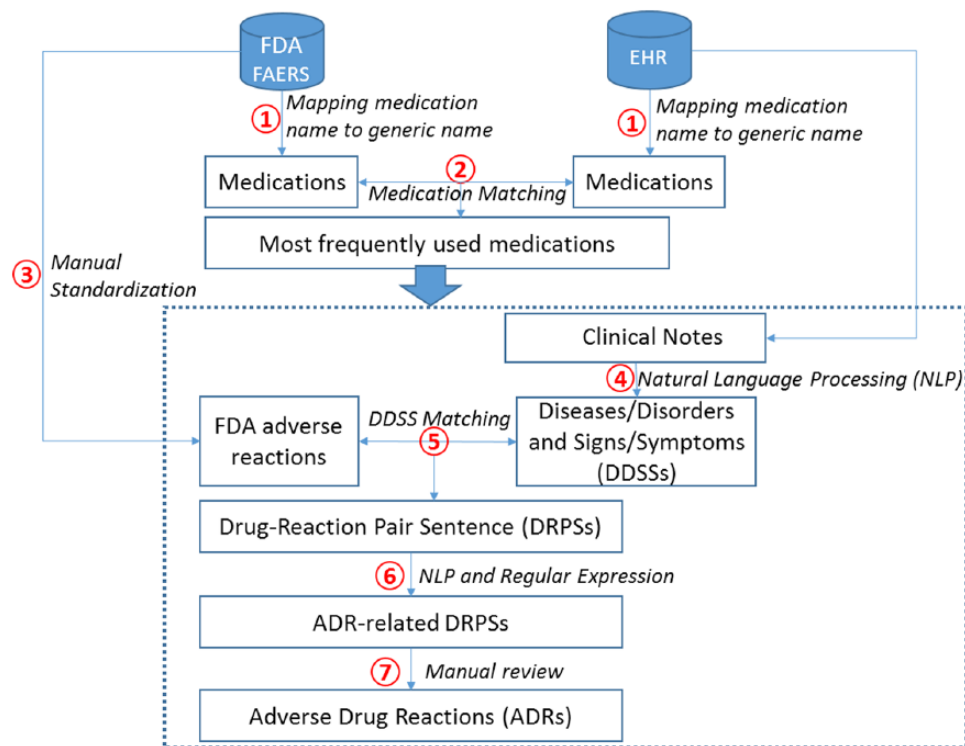 FDA
FAERS
EHR
① Mapping medication
name to generic name
① Mapping medication
name to generic name
Medications
②
Medication Matching
Medications
Most frequently used medications
③ Manual
Standardization
Clinical Notes
④ Natural Language Processing (NLP)
FDA adverse
reactions
DDSS Matching
⑤
Diseases/Disorders
and Signs/Symptoms
(DDSSs)
Drug-Reaction Pair Sentence (DRPSs)
⑥ NLP and Regular Expression
ADR-related DRPSs
⑦ Manual review
Adverse Drug Reactions (ADRs)